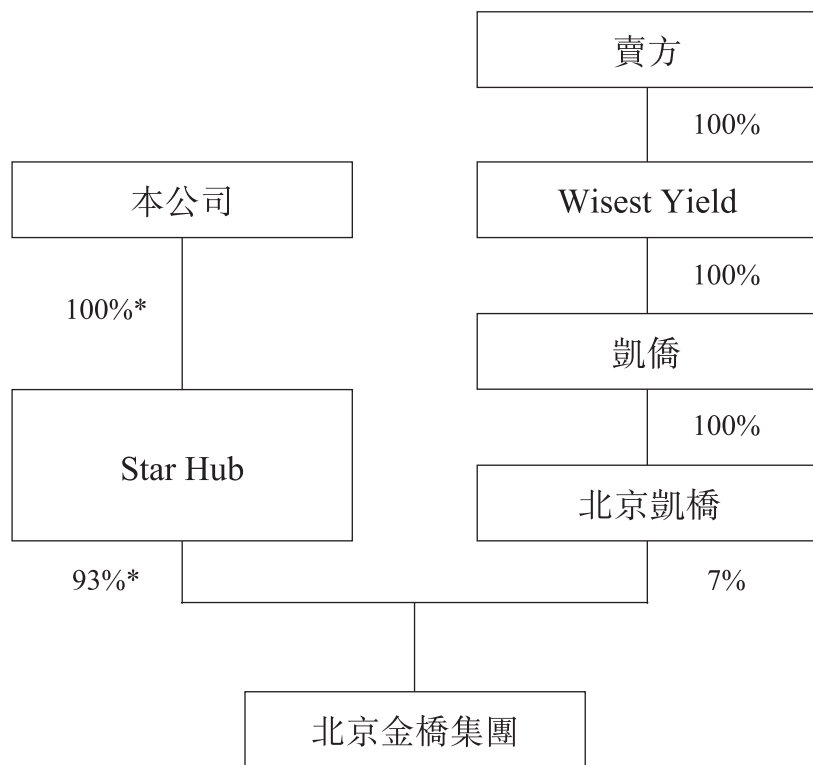 賣方
100%
本公司
Wisest Yield
100%*
100%
凱僑
100%
Star Hub
北京凱橋
93%*
7%
北京金橋集團